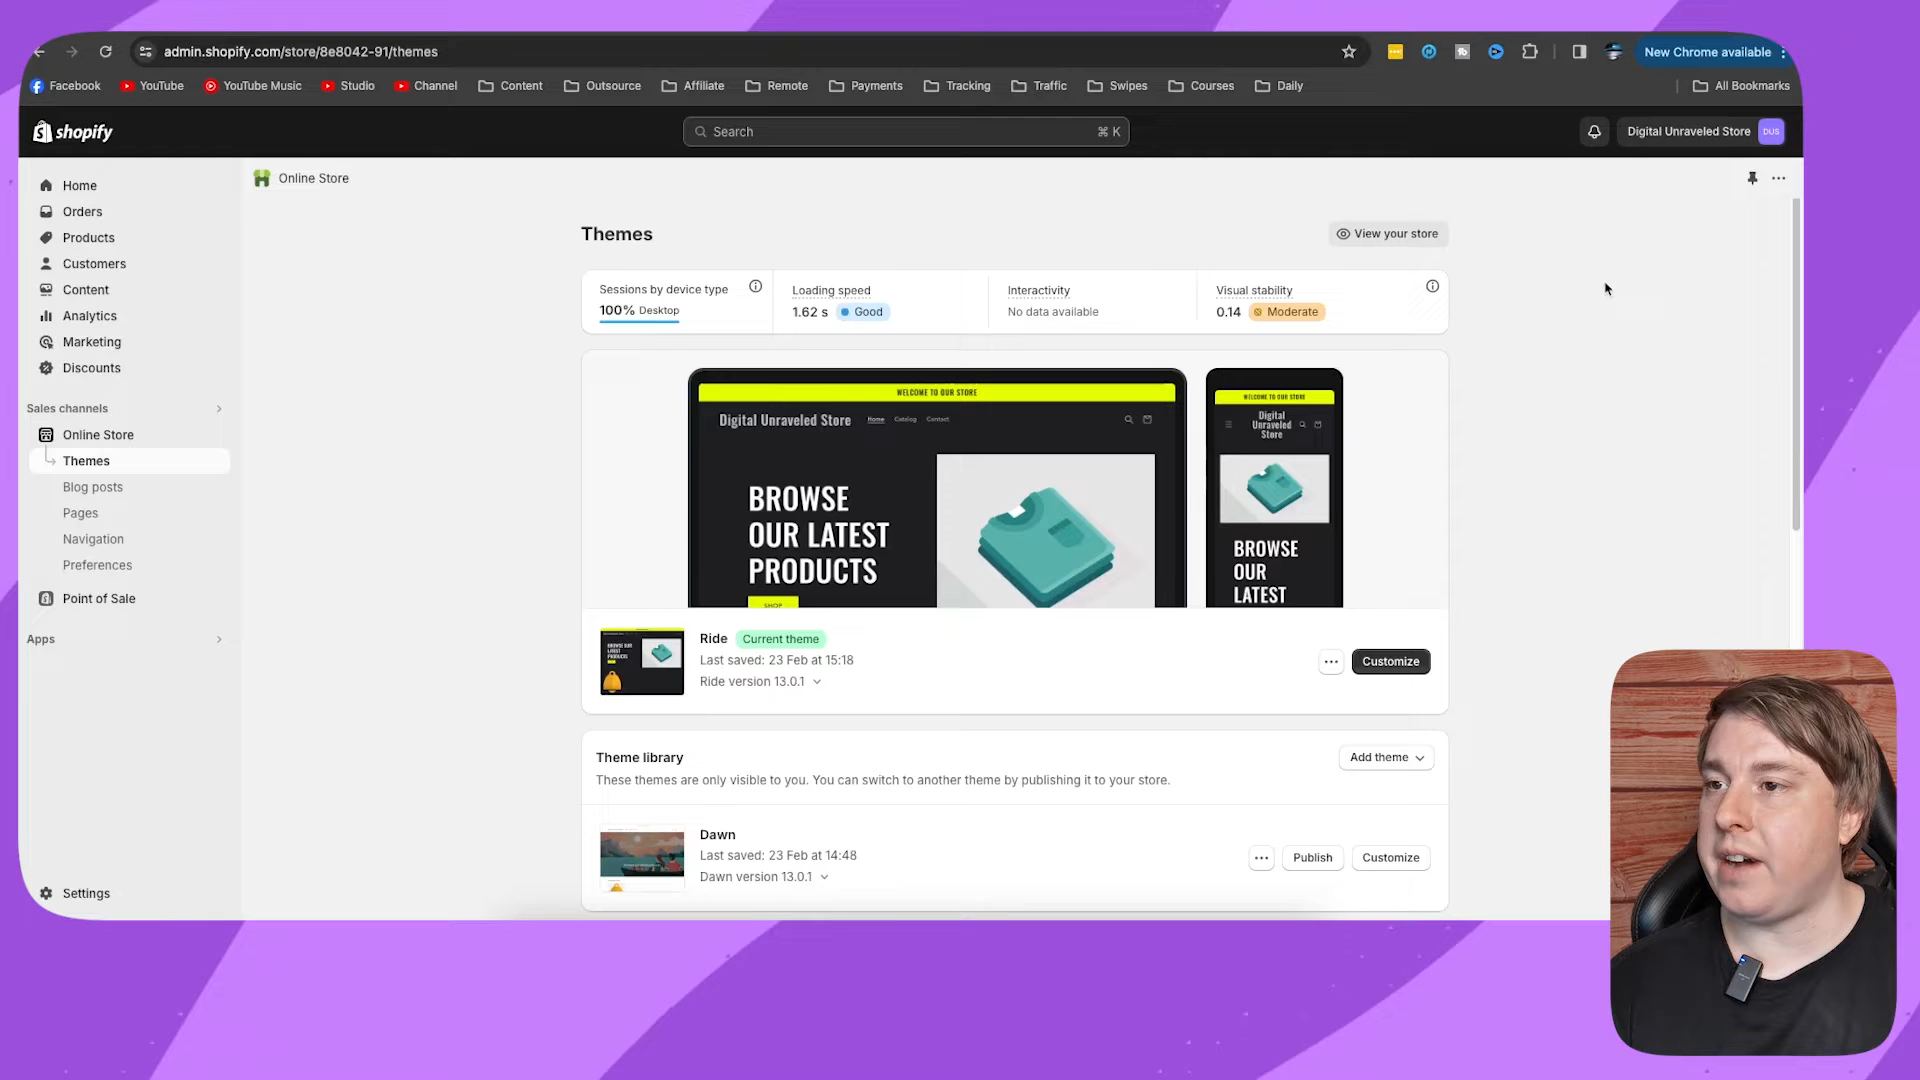 admin.shopify.com/store/8e8042-91/themes
New Chrome available
Facebook YouTube YouTube Music Studio Channel Content Outsource Affiliate Remote Payments Tracking Traffic Swipes Courses Daily All Bookmarks
shopify
Search ⌘ K
Digital Unraveled Store DUS
Home
Orders
Products
Customers
Content
Analytics
Marketing
Discounts
Sales channels
Online Store
Themes
Blog posts
Pages
Navigation
Preferences
Point of Sale
Apps
Settings
Online Store
Themes
View your store
Sessions by device type
100% Desktop
Loading speed
1.62 s Good
Interactivity
No data available
Visual stability
0.14 Moderate
WELCOME TO OUR STORE
Digital Unraveled Store Home Catalog Contact
BROWSE
OUR LATEST
PRODUCTS
SHOP
WELCOME TO OUR STORE
Digital
Unraveled
Store
BROWSE
OUR
LATEST
Ride Current theme
Last saved: 23 Feb at 15:18
Ride version 13.0.1
Customize
Theme library
Add theme
These themes are only visible to you. You can switch to another theme by publishing it to your store.
Dawn
Last saved: 23 Feb at 14:48
Dawn version 13.0.1
Publish
Customize